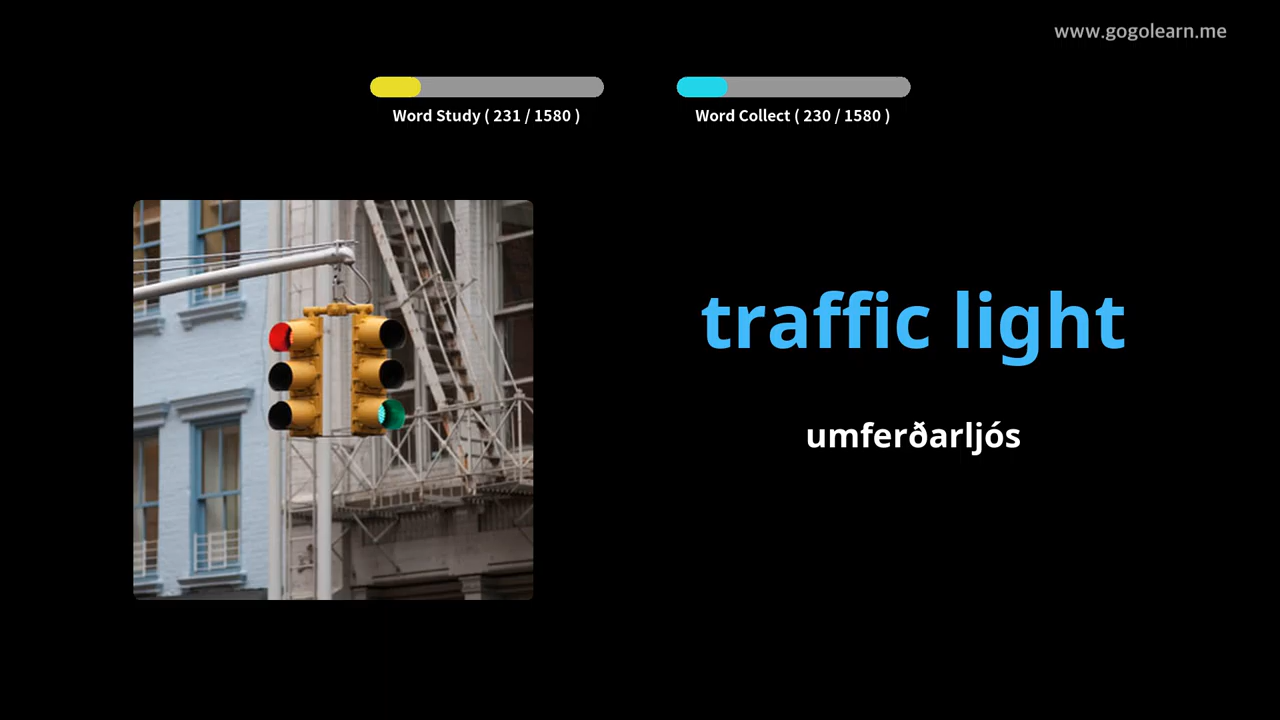 www.gogolearn.me
Word Study ( 231 / 1580 )
Word Collect ( 230 / 1580 )
traffic light
umferðarljós